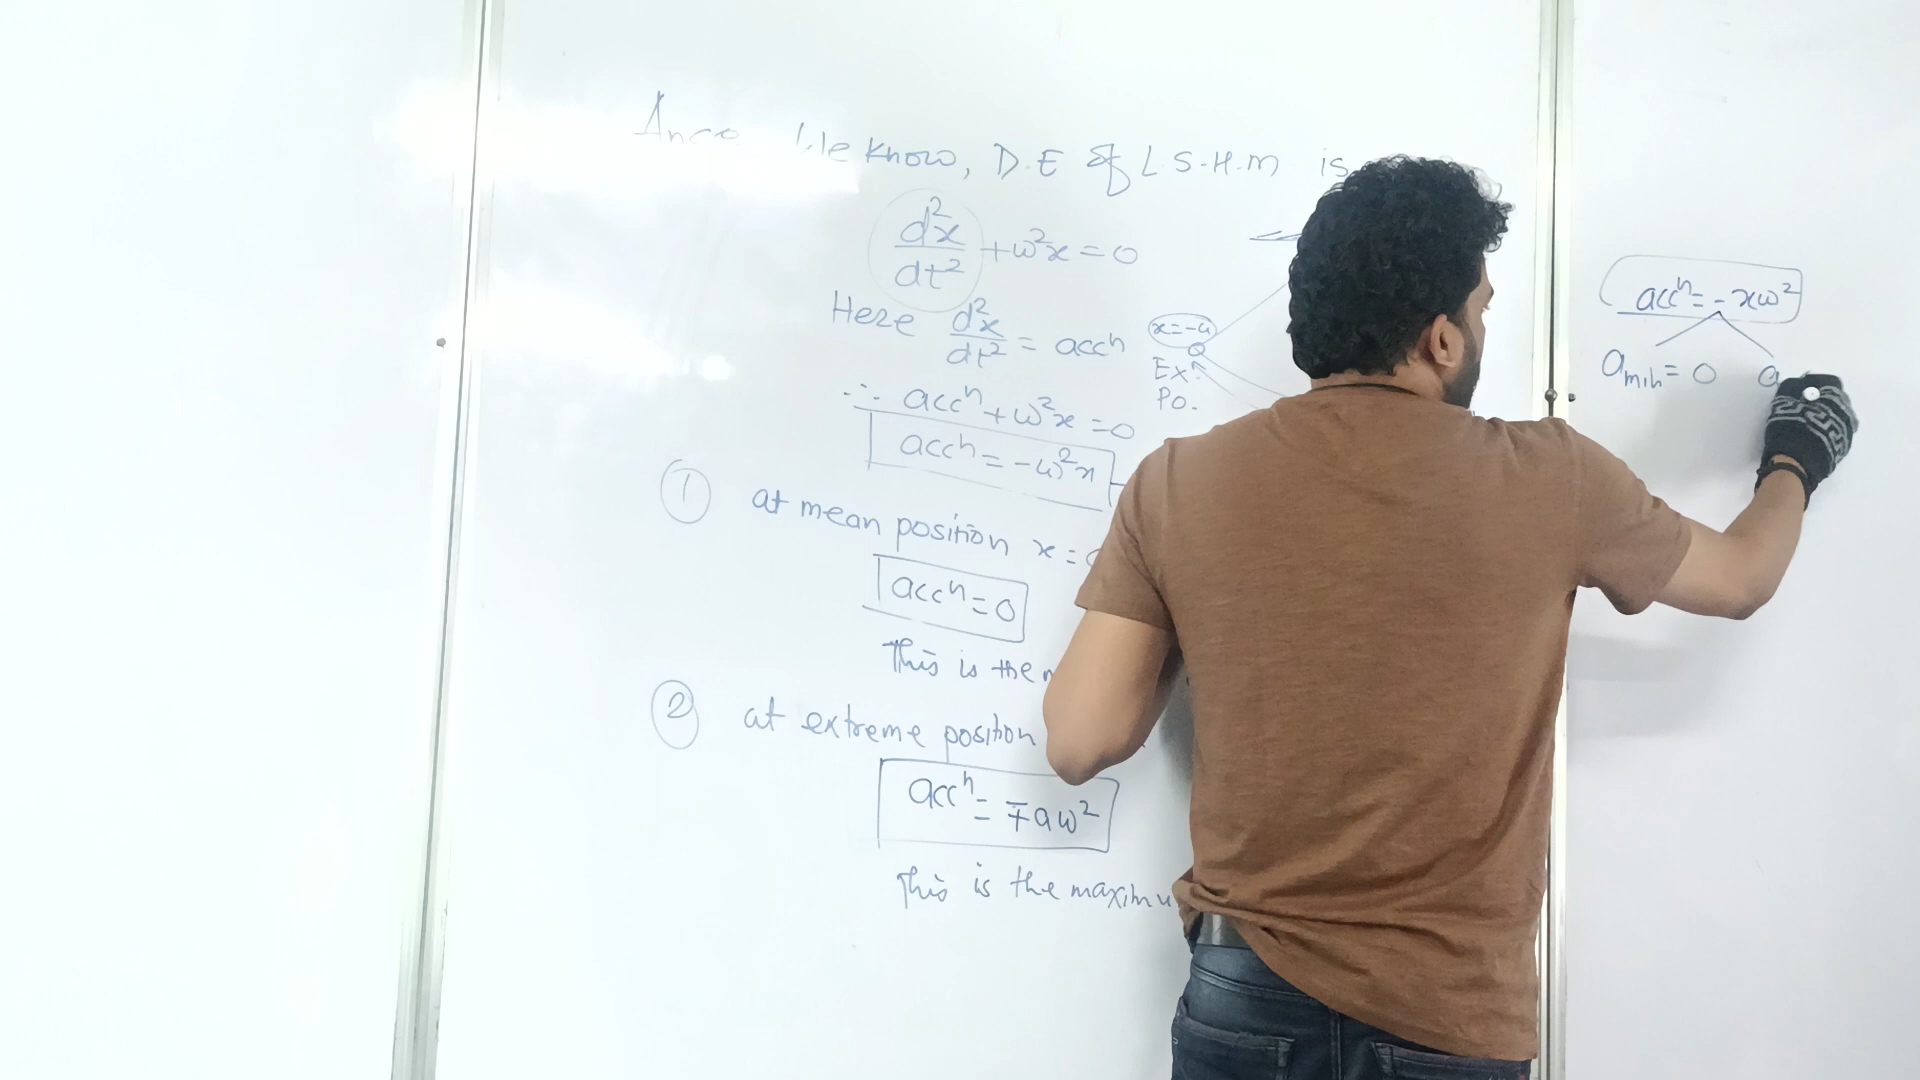 We know, D.E of L.S-H.M is
d²x/dt² + ω²x = 0
Here d²x/dt² = accⁿ
∴ accⁿ + ω²x = 0
accⁿ = -ω²x
① at mean position x =
accⁿ = 0
This is the
② at extreme position
accⁿ = ∓aω²
This is the maximu
x=-a
Ex.
Po.
accⁿ = -xω²
amin = 0 a